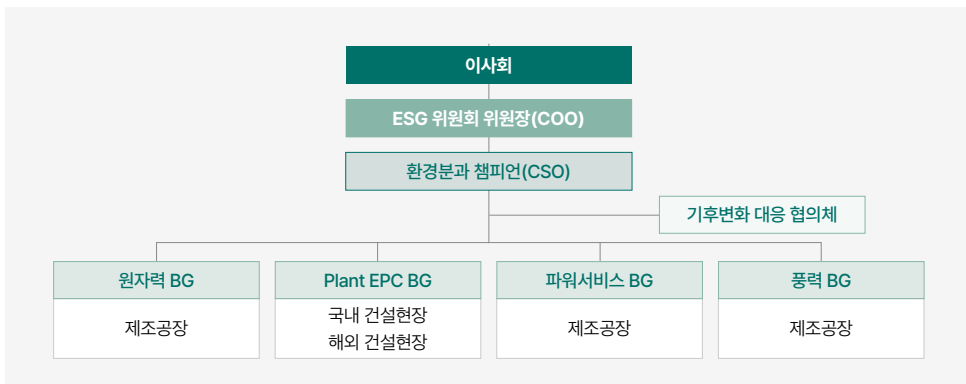 이사회
ESG 위원회 위원장(COO)
환경분과 챔피언(CSO)
기후변화 대응 협의체
원자력 BG
제조공장
Plant EPC BG
국내 건설현장
해외 건설현장
파워서비스 BG
제조공장
풍력 BG
제조공장